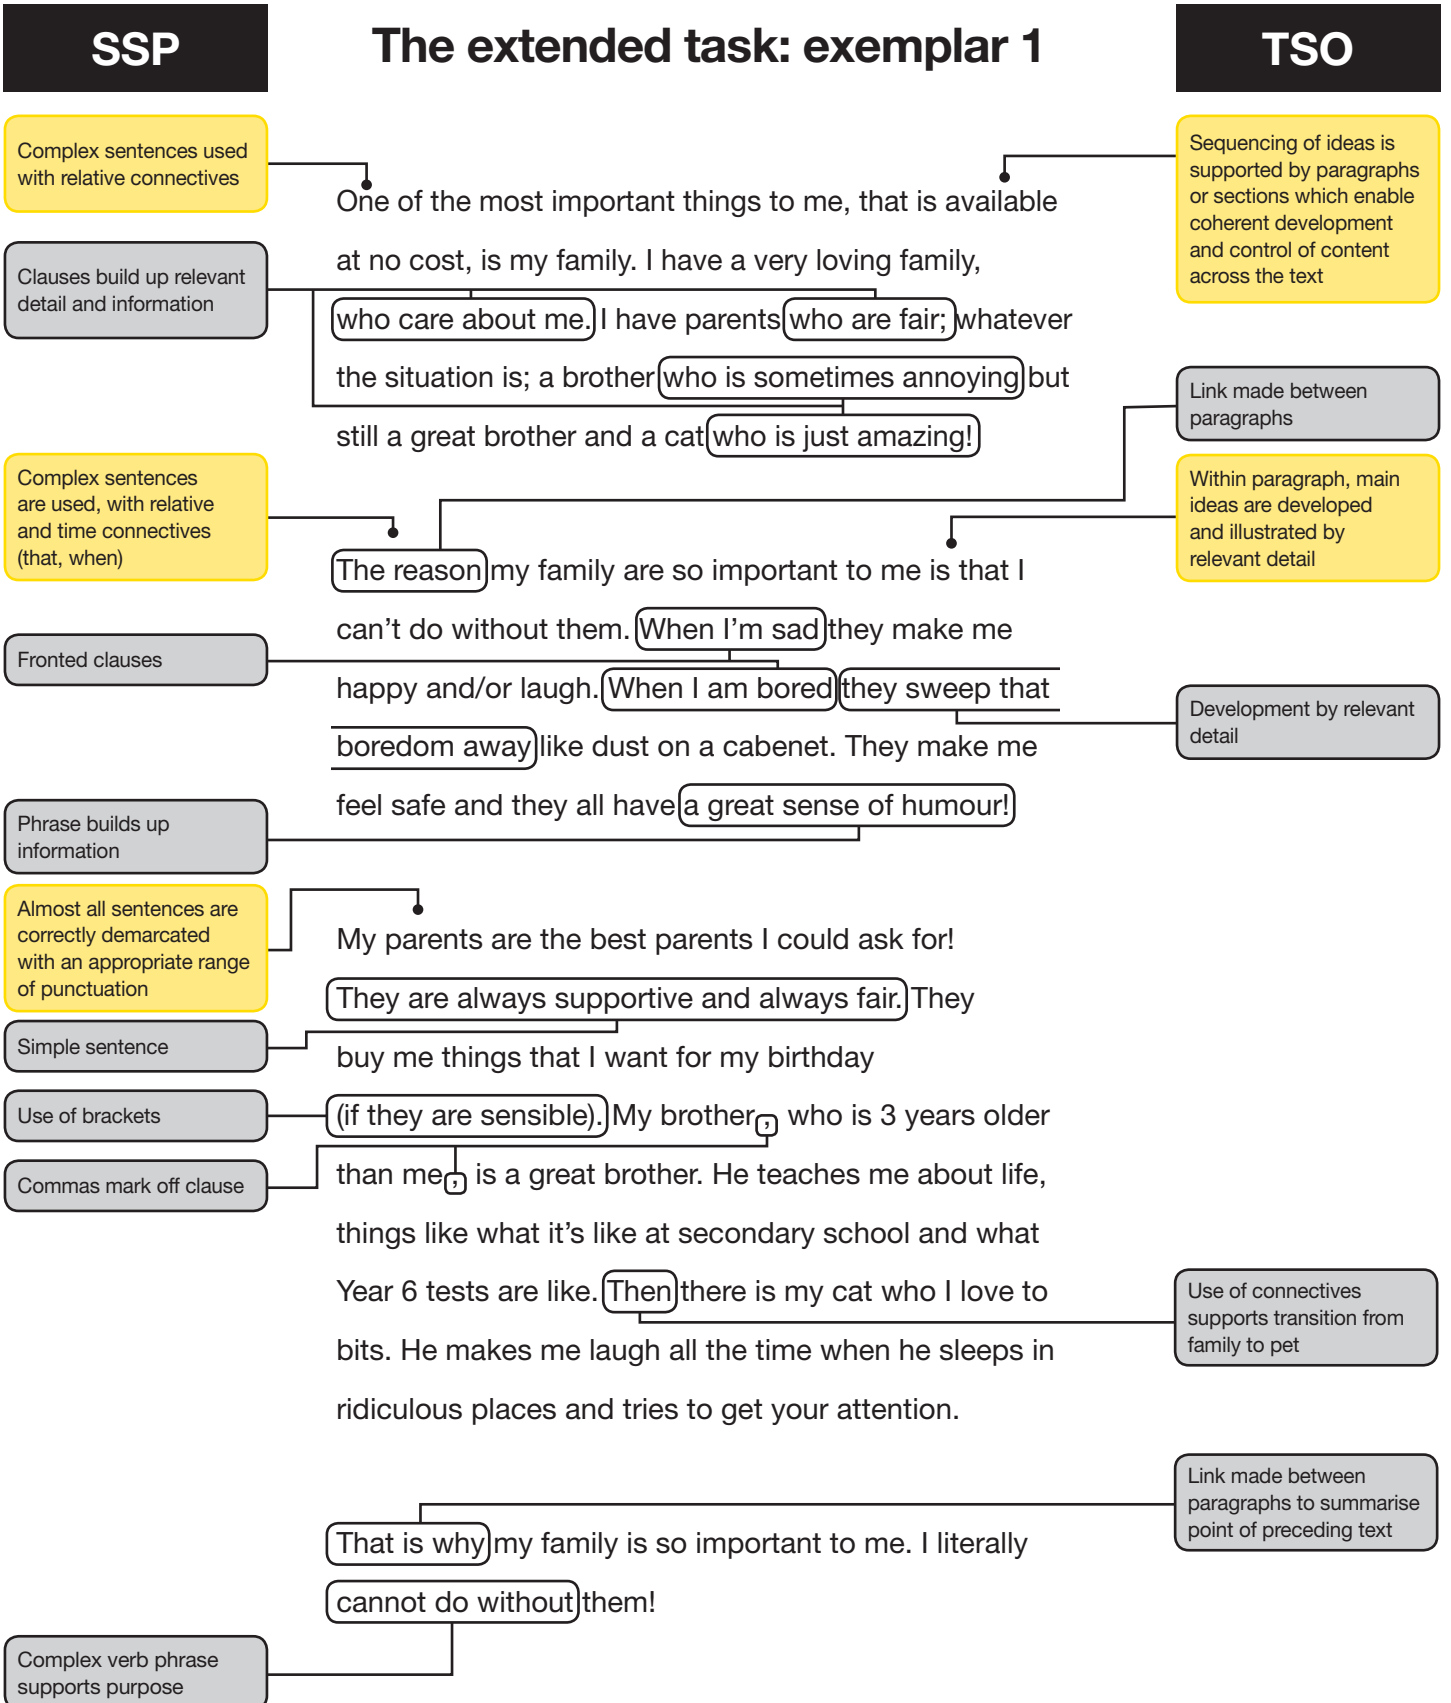 SSP
The extended task: exemplar 1
TSO
Complex sentences used
with relative connectives
Clauses build up relevant
detail and information
Complex sentences
are used, with relative
and time connectives
(that, when)
Fronted clauses
Phrase builds up
information
Almost all sentences are
correctly demarcated
with an appropriate range
of punctuation
Simple sentence
Use of brackets
Commas mark off clause
Complex verb phrase
supports purpose
One of the most important things to me, that is available
at no cost, is my family. I have a very loving family,
who care about me. I have parents who are fair; whatever
the situation is; a brother who is sometimes annoying but
still a great brother and a cat who is just amazing!
The reason my family are so important to me is that I
can't do without them. When I'm sad they make me
happy and/or laugh. When I am bored they sweep that
boredom away like dust on a cabenet. They make me
feel safe and they all have a great sense of humour!
My parents are the best parents I could ask for!
They are always supportive and always fair. They
buy me things that I want for my birthday
(if they are sensible). My brother, who is 3 years older
than me, is a great brother. He teaches me about life,
things like what it's like at secondary school and what
Year 6 tests are like. Then there is my cat who I love to
bits. He makes me laugh all the time when he sleeps in
ridiculous places and tries to get your attention.
That is why my family is so important to me. I literally
cannot do without them!
Sequencing of ideas is
supported by paragraphs
or sections which enable
coherent development
and control of content
across the text
Link made between
paragraphs
Within paragraph, main
ideas are developed
and illustrated by
relevant detail
Development by relevant
detail
Use of connectives
supports transition from
family to pet
Link made between
paragraphs to summarise
point of preceding text